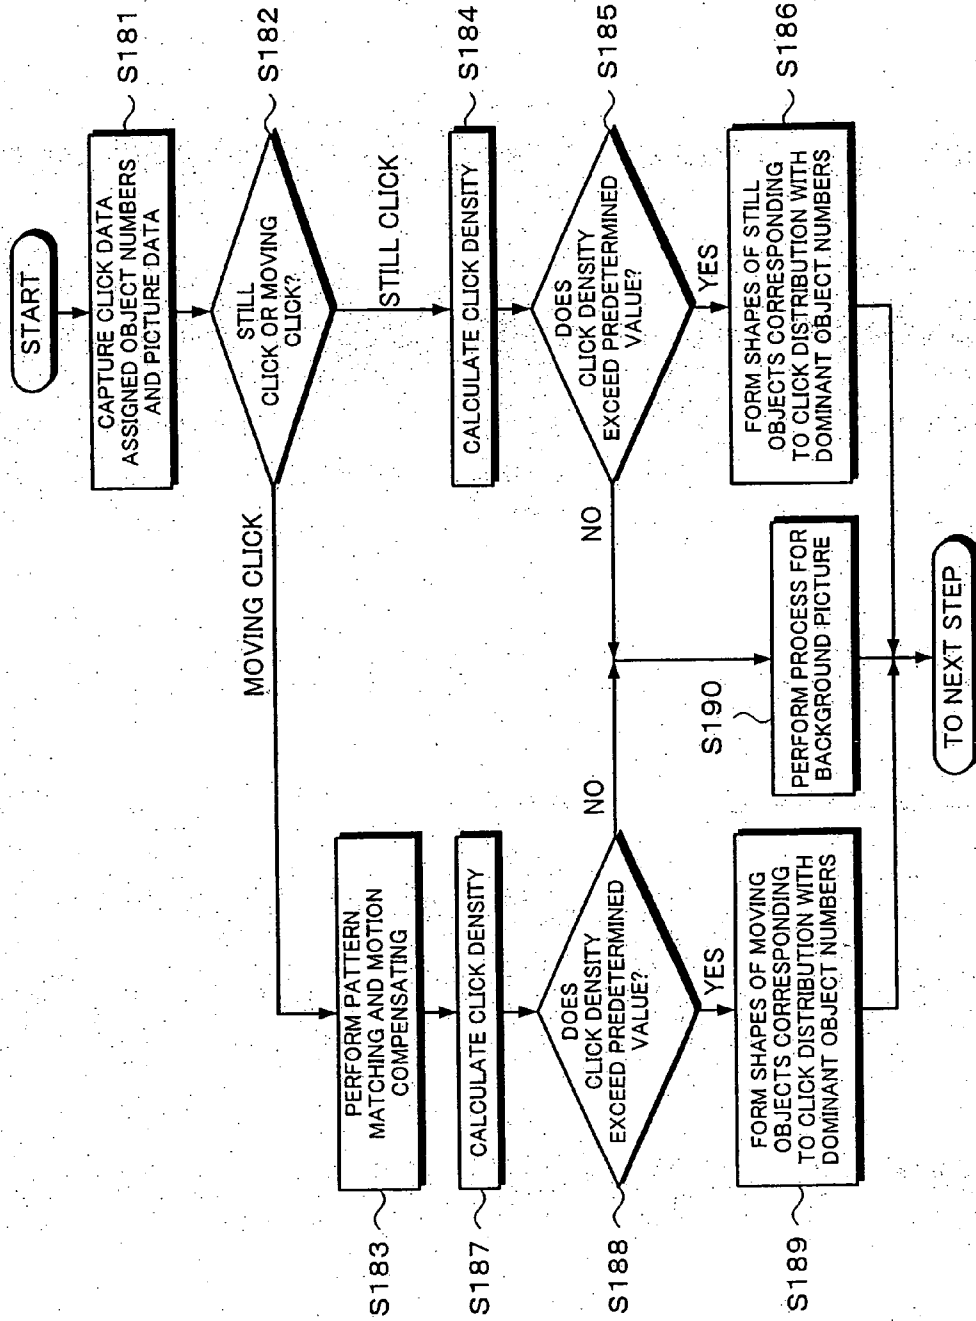 START
CAPTURE CLICK DATA
ASSIGNED OBJECT NUMBERS
AND PICTURE DATA
S181
STILL
CLICK OR MOVING
CLICK?
S182
MOVING CLICK
STILL CLICK
PERFORM PATTERN
MATCHING AND MOTION
COMPENSATING
S183
CALCULATE CLICK DENSITY
S184
CALCULATE CLICK DENSITY
S187
DOES
CLICK DENSITY
EXCEED PREDETERMINED
VALUE?
S185
NO
YES
DOES
CLICK DENSITY
EXCEED PREDETERMINED
VALUE?
S188
NO
YES
FORM SHAPES OF STILL
OBJECTS CORRESPONDING
TO CLICK DISTRIBUTION WITH
DOMINANT OBJECT NUMBERS
S186
FORM SHAPES OF MOVING
OBJECTS CORRESPONDING
TO CLICK DISTRIBUTION WITH
DOMINANT OBJECT NUMBERS
S189
S190
PERFORM PROCESS FOR
BACKGROUND PICTURE
TO NEXT STEP